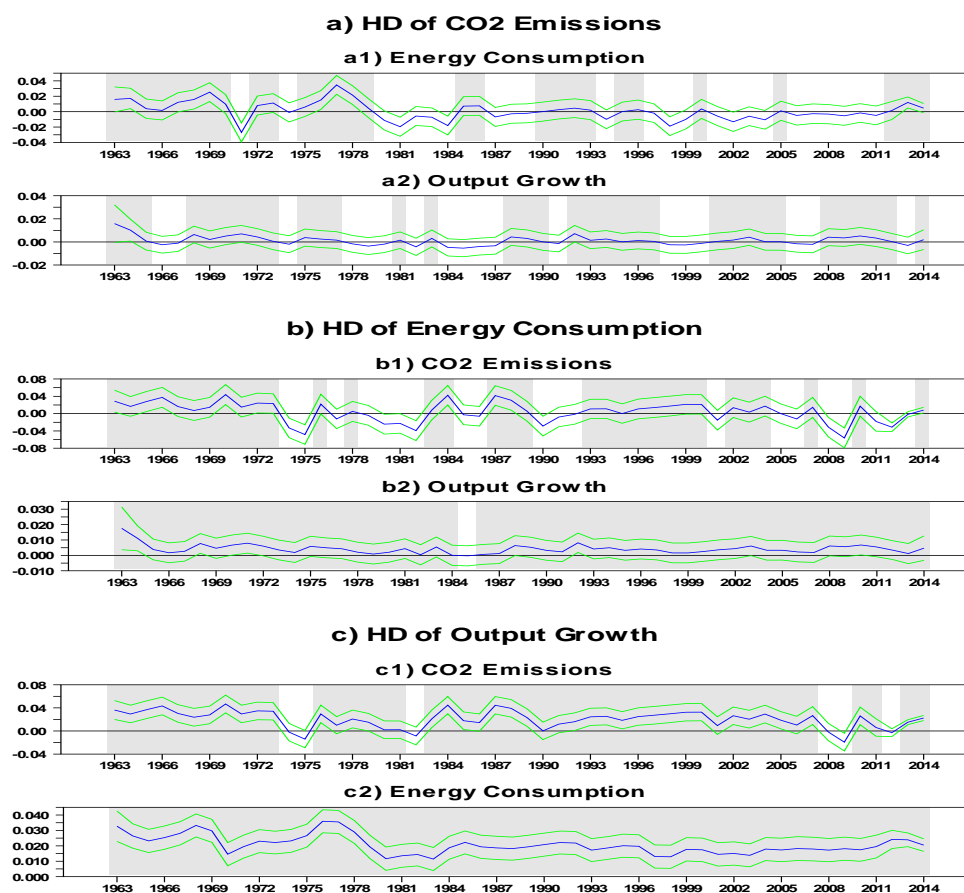 a) HD of CO2 Emissions
a1) Energy Consumption
0.04
0.02
0.00
-0.02
-0.04
1963 1966 1969 1972 1975 1978 1981 1984 1987 1990 1993 1996 1999 2002 2005 2008 2011 2014
a2) Output Growth
0.04
0.02
0.00
-0.02
1963 1966 1969 1972 1975 1978 1981 1984 1987 1990 1993 1996 1999 2002 2005 2008 2011 2014
b) HD of Energy Consumption
b1) CO2 Emissions
0.08
0.04
0.00
-0.04
-0.08
1963 1966 1969 1972 1975 1978 1981 1984 1987 1990 1993 1996 1999 2002 2005 2008 2011 2014
b2) Output Growth
0.030
0.020
0.010
0.000
-0.010
1963 1966 1969 1972 1975 1978 1981 1984 1987 1990 1993 1996 1999 2002 2005 2008 2011 2014
c) HD of Output Growth
c1) CO2 Emissions
0.08
0.04
0.00
-0.04
1963 1966 1969 1972 1975 1978 1981 1984 1987 1990 1993 1996 1999 2002 2005 2008 2011 2014
c2) Energy Consumption
0.040
0.030
0.020
0.010
0.000
1963 1966 1969 1972 1975 1978 1981 1984 1987 1990 1993 1996 1999 2002 2005 2008 2011 2014